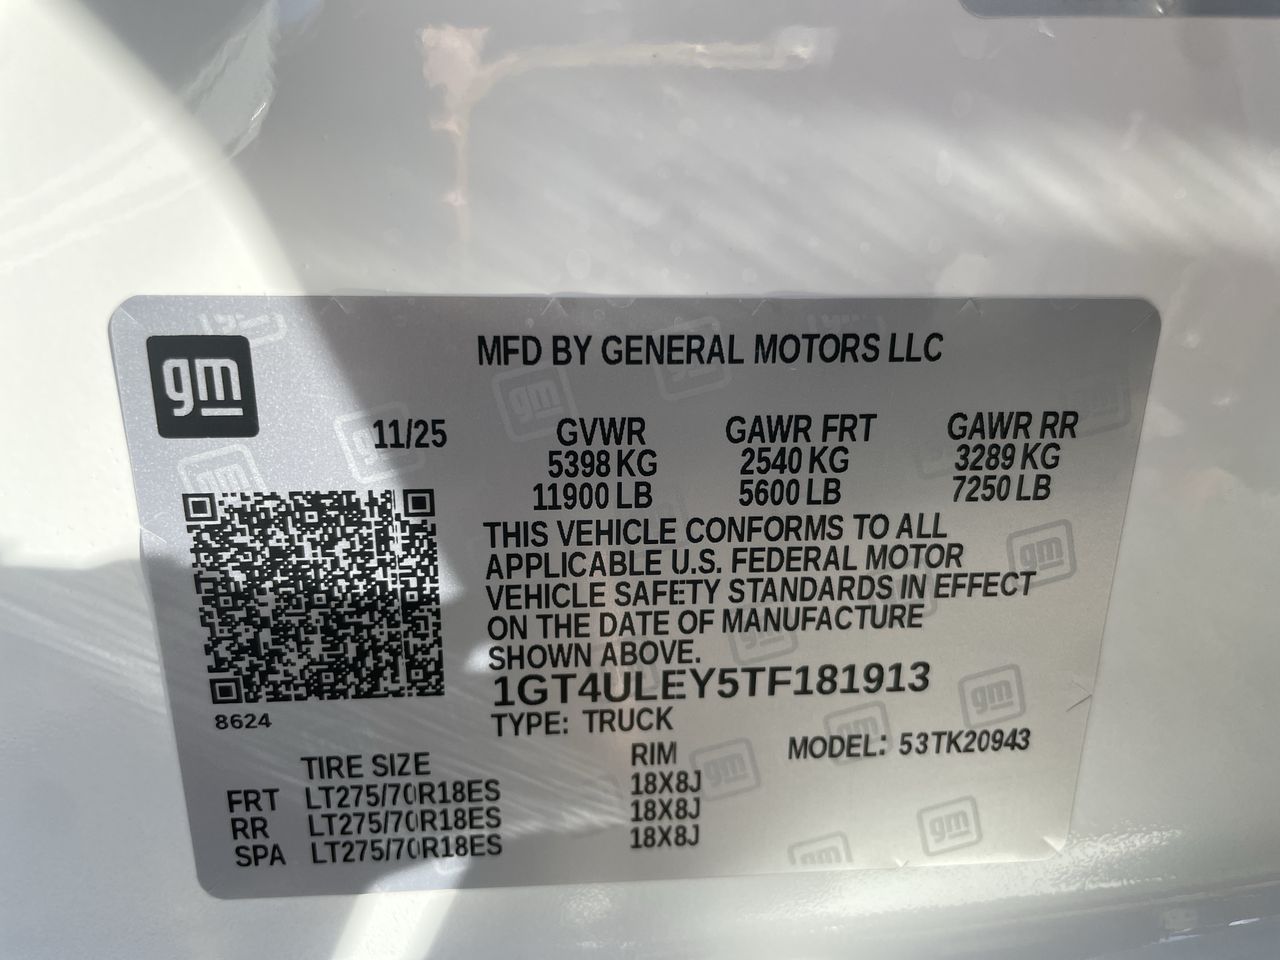 gm
MFD BY GENERAL MOTORS LLC
11/25 GVWR GAWR FRT GAWR RR
5398 KG 2540 KG 3289 KG
11900 LB 5600 LB 7250 LB
THIS VEHICLE CONFORMS TO ALL
APPLICABLE U.S. FEDERAL MOTOR
VEHICLE SAFETY STANDARDS IN EFFECT
ON THE DATE OF MANUFACTURE
SHOWN ABOVE.
1GT4ULEY5TF181913
8624
TYPE: TRUCK
MODEL: 53TK20943
TIRE SIZE RIM
FRT LT275/70R18ES 18X8J
RR LT275/70R18ES 18X8J
SPA LT275/70R18ES 18X8J